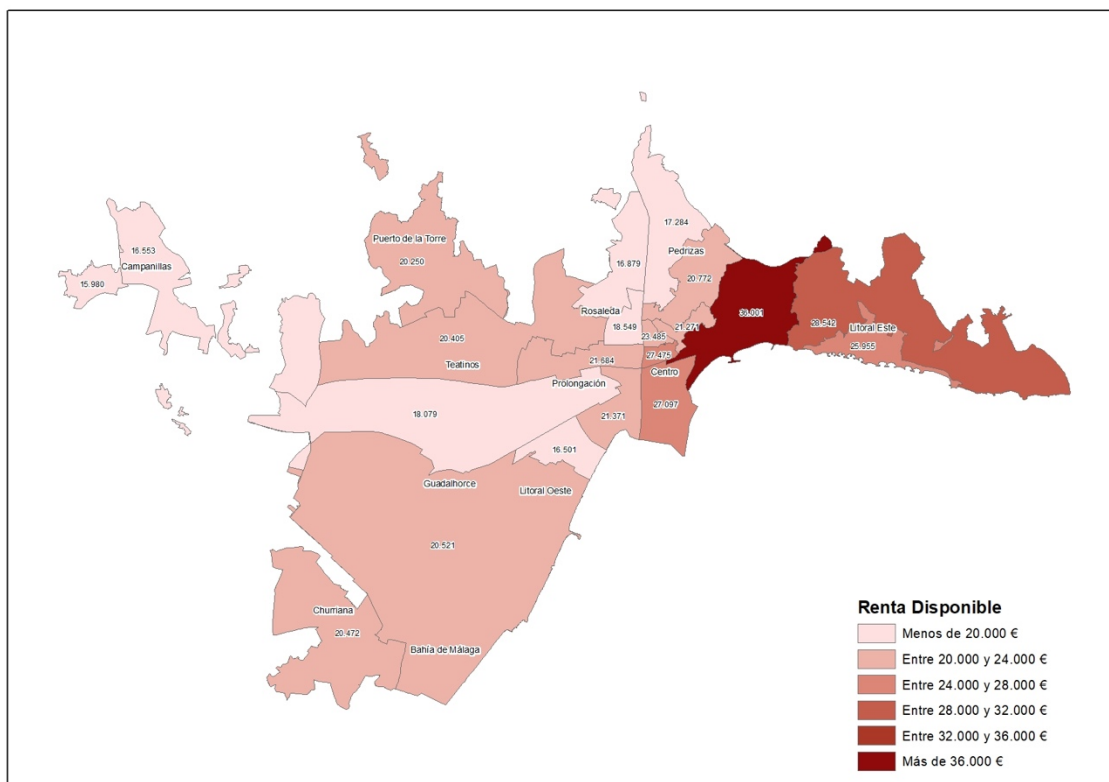 17.284
16.553
Puerto de la Torre
Pedrizas
20.250
16.879
Campanillas
20.772
15.980
Rosaleda
36.001
18.549
21.271
28.542
Litoral Este
20.405
23.485
25.955
27.475
21.684
Teatinos
Centro
Prolongación
27.097
18.079
21.371
16.501
Guadalhorce
Litoral Oeste
20.521
Churriana
20.472
Bahía de Málaga
Renta Disponible
Menos de 20.000 €
Entre 20.000 y 24.000 €
Entre 24.000 y 28.000 €
Entre 28.000 y 32.000 €
Entre 32.000 y 36.000 €
Más de 36.000 €